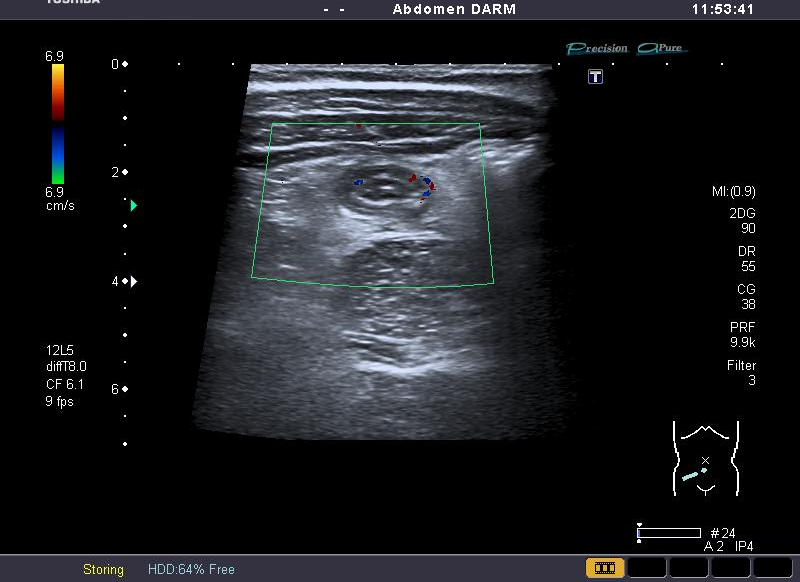 TOSHIBA
- - Abdomen DARM 11:53:41
Precision APure
6.9
6.9
cm/s
0
2
4
6
T
MI:(0.9)
2DG
90
DR
55
CG
38
PRF
9.9k
Filter
3
12L5
diffT8.0
CF 6.1
9 fps
#24
A 2 IP4
Storing HDD:64% Free